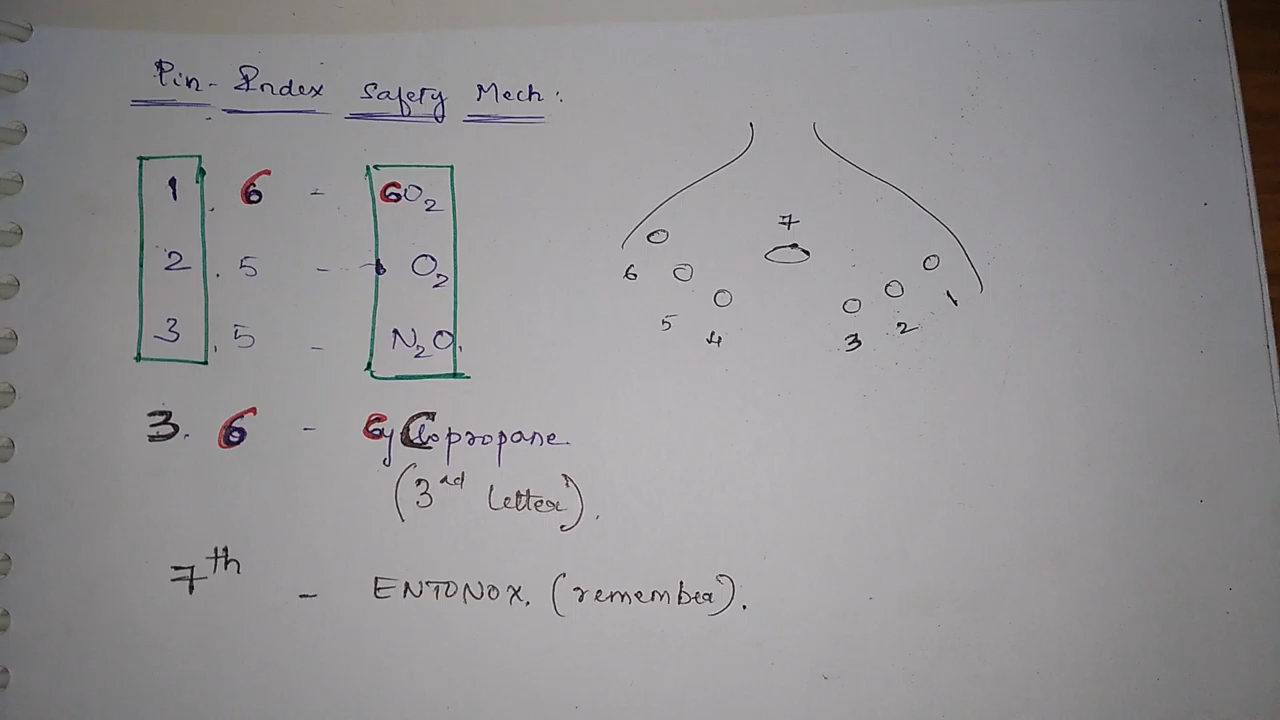 Pin-Index Safety Mech:
1. 6 - CO2
2. 5 - O2
3. 5 - N2O.
3. 6 - CyClopropane.
(3rd letter).
7th - ENTONOX. (remember).
7
6
5
4
3
2
1